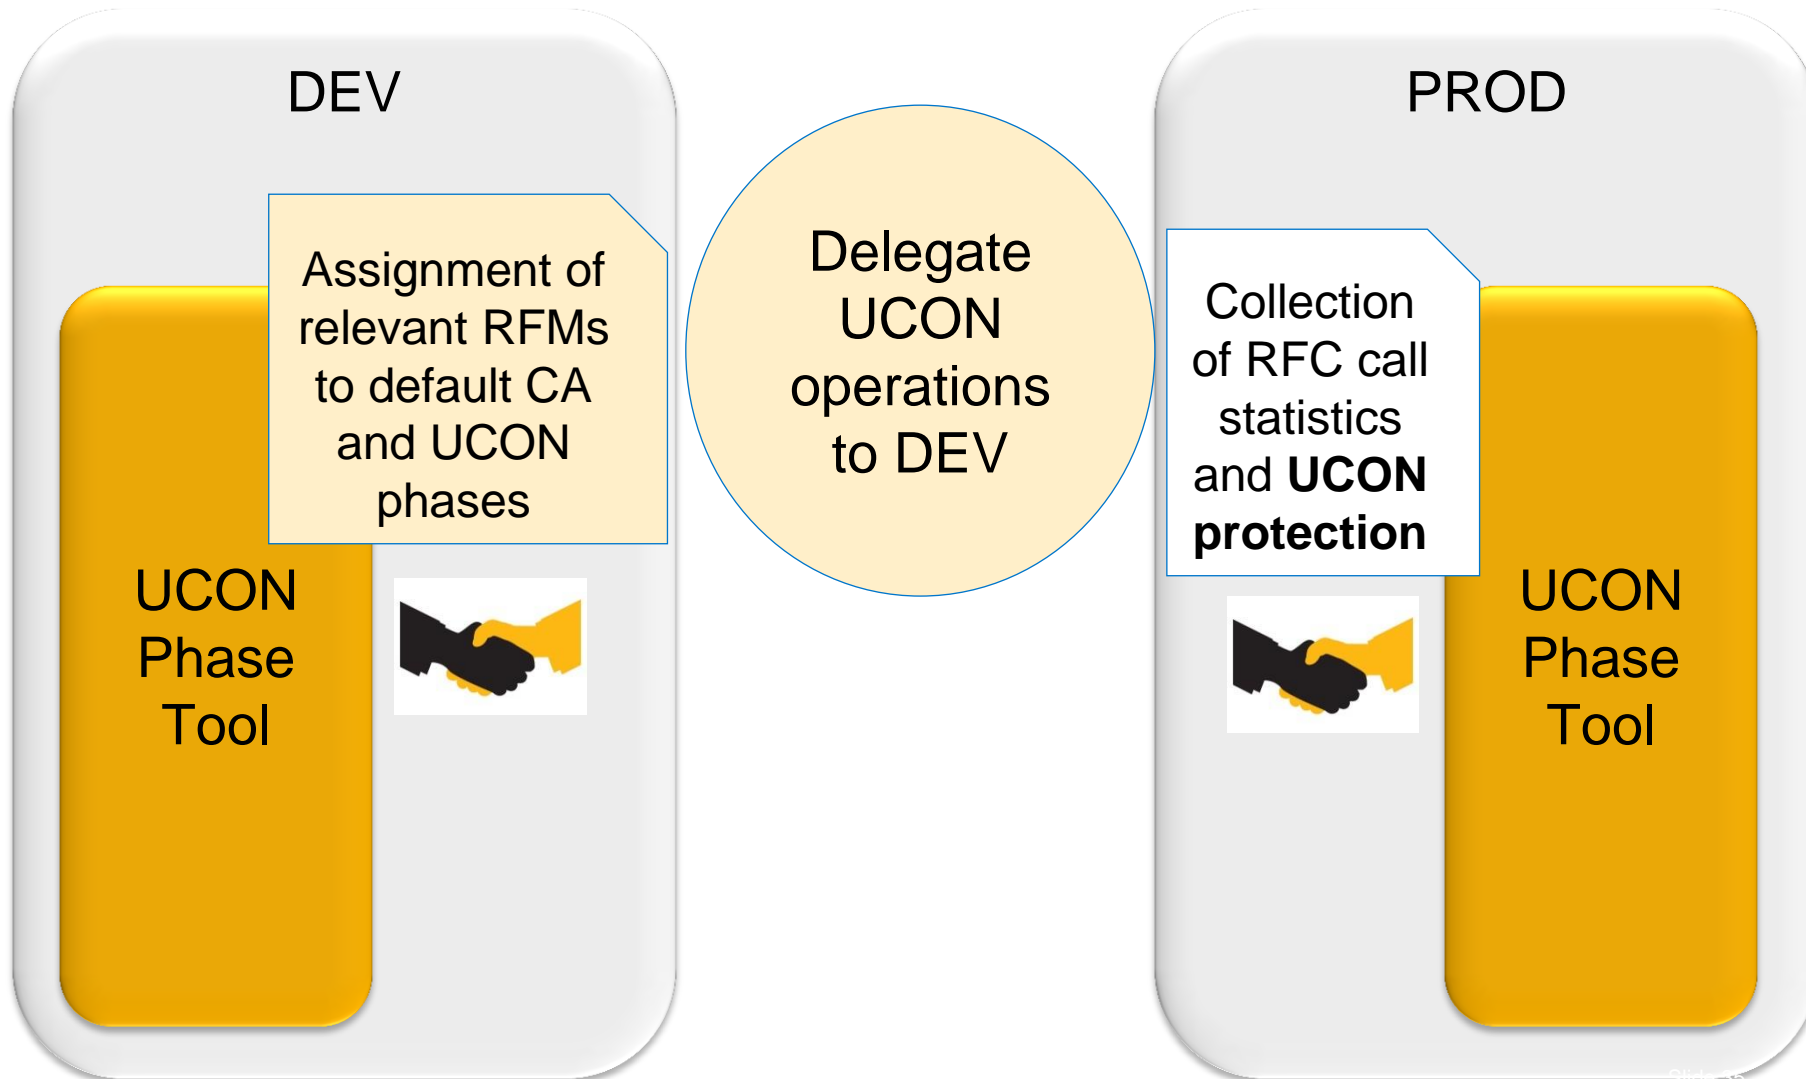 DEV
Assignment of
relevant RFMs
to default CA
and UCON
phases
UCON
Phase
Tool
Delegate
UCON
operations
to DEV
PROD
Collection
of RFC call
statistics
and UCON
protection
UCON
Phase
Tool